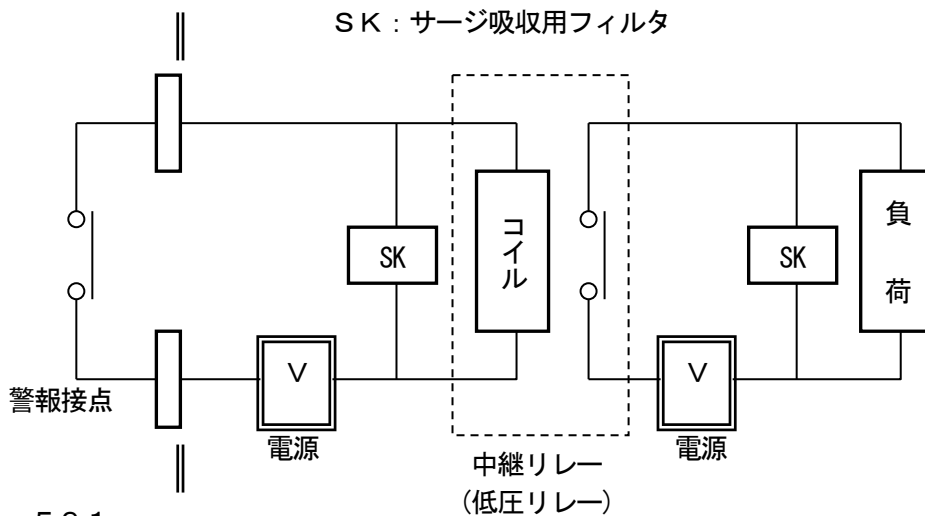 SK：サージ吸収用フィルタ
SK
コイル
SK
負荷
V
V
警報接点
電源
電源
中継リレー
(低圧リレー)